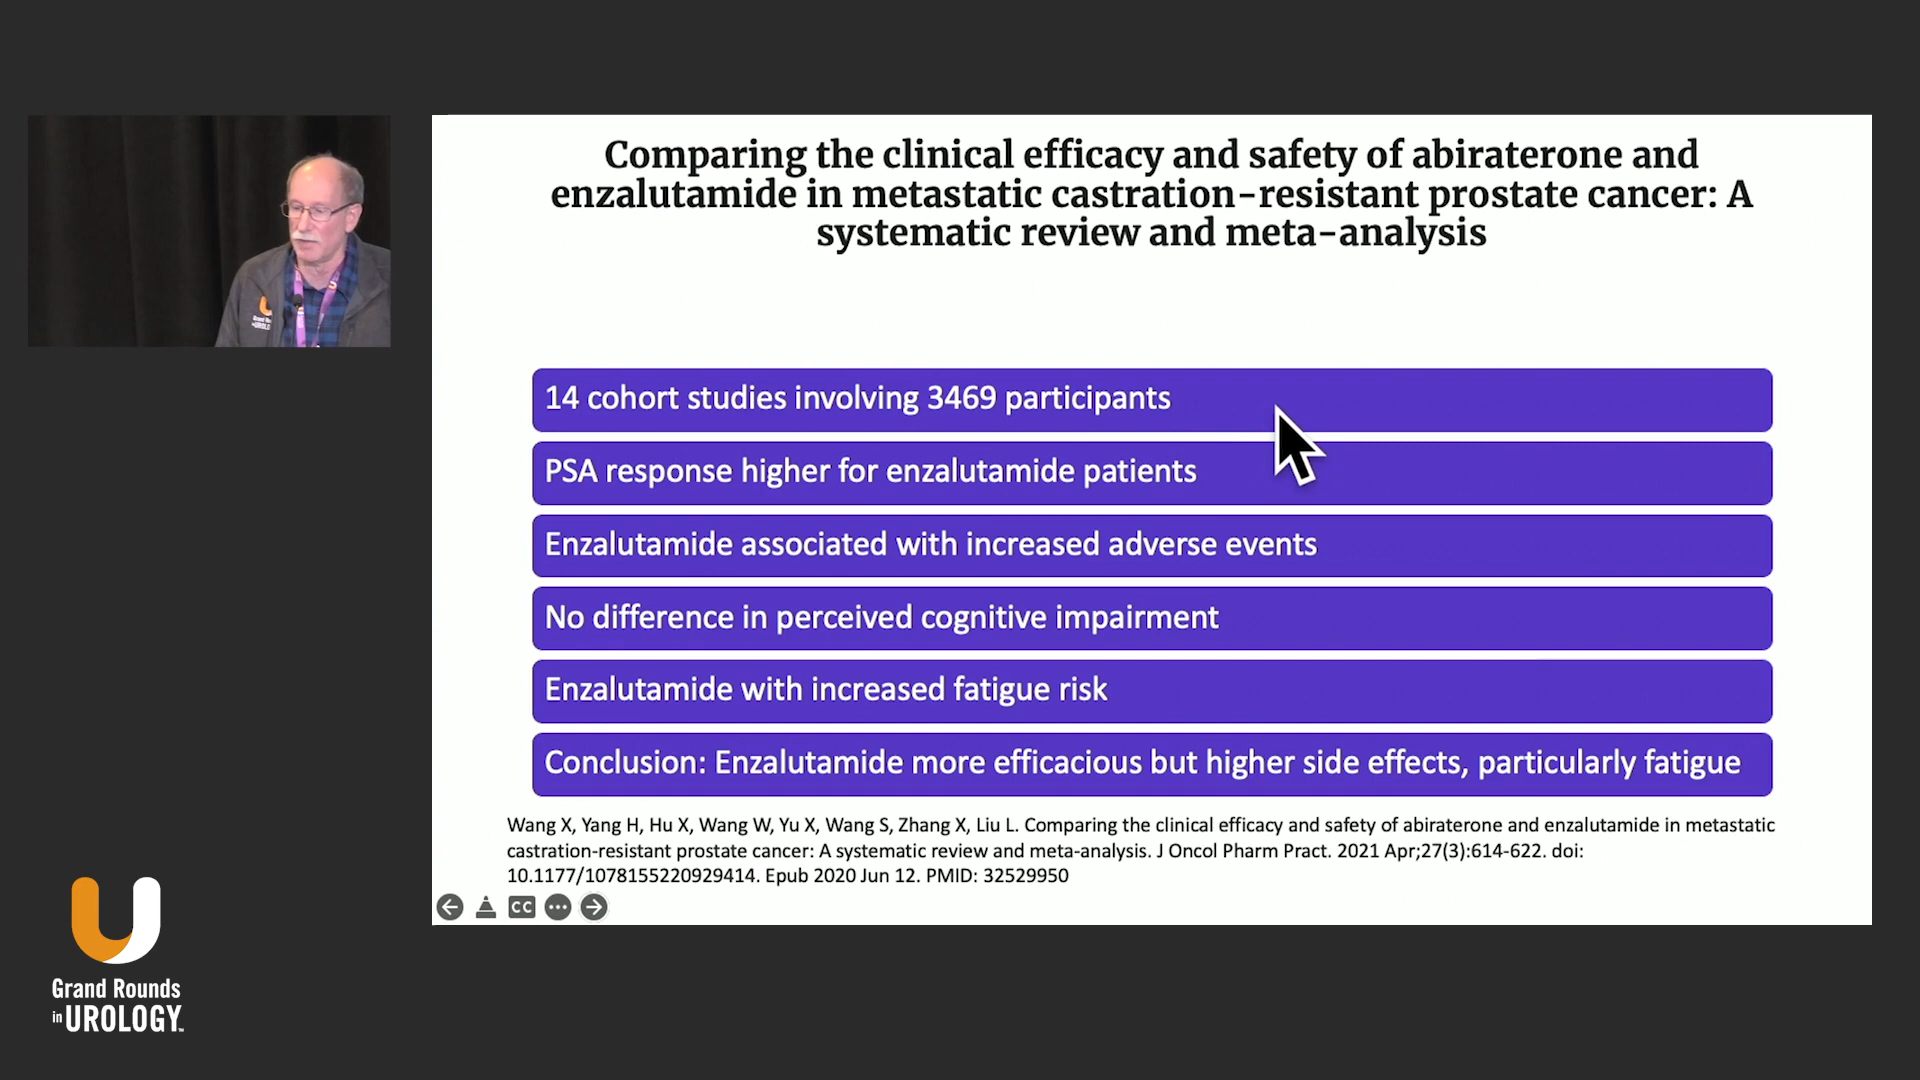 Comparing the clinical efficacy and safety of abiraterone and
enzalutamide in metastatic castration-resistant prostate cancer: A
systematic review and meta-analysis
14 cohort studies involving 3469 participants
PSA response higher for enzalutamide patients
Enzalutamide associated with increased adverse events
No difference in perceived cognitive impairment
Enzalutamide with increased fatigue risk
Conclusion: Enzalutamide more efficacious but higher side effects, particularly fatigue
Wang X, Yang H, Hu X, Wang W, Yu X, Wang S, Zhang X, Liu L. Comparing the clinical efficacy and safety of abiraterone and enzalutamide in metastatic
castration-resistant prostate cancer: A systematic review and meta-analysis. J Oncol Pharm Pract. 2021 Apr;27(3):614-622. doi:
10.1177/1078155220929414. Epub 2020 Jun 12. PMID: 32529950
CC
Grand Rounds
in UROLOGY™